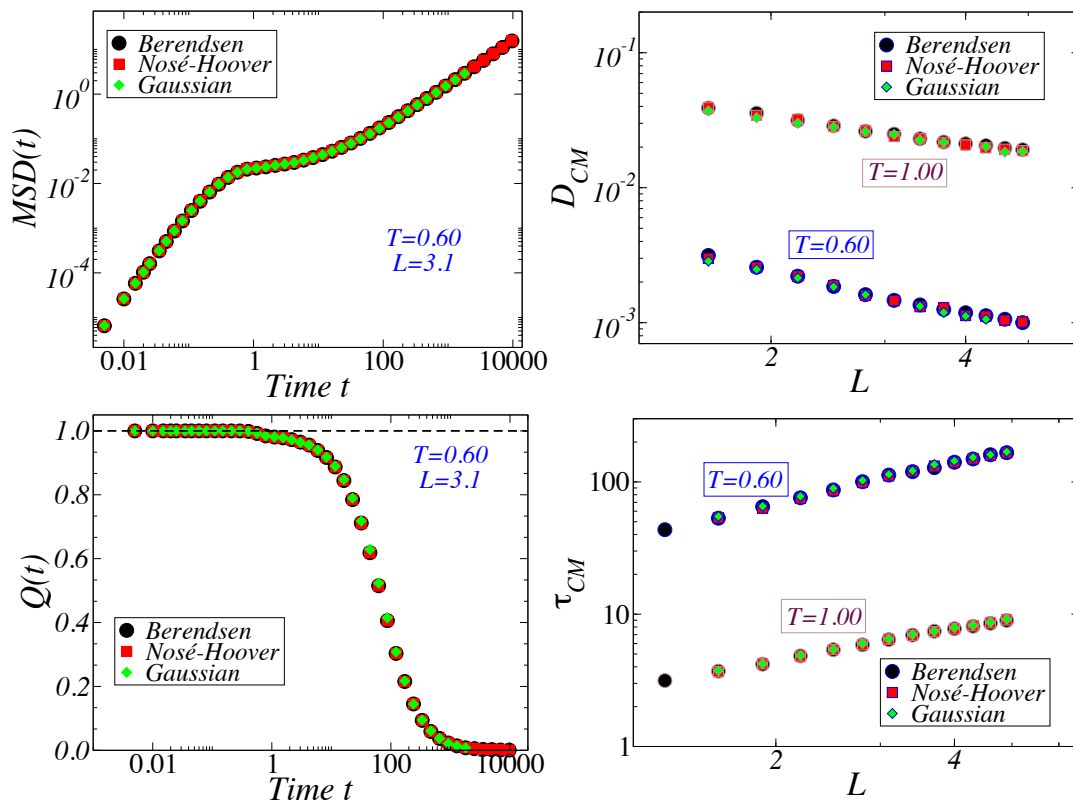 MSD(t)
10^0
10^-2
10^-4
Berendsen
Nosé-Hoover
Gaussian
T=0.60
L=3.1
0.01
1
100
10000
Time t
D_CM
10^-1
10^-2
10^-3
Berendsen
Nosé-Hoover
Gaussian
T=1.00
T=0.60
2
4
L
Q(t)
1.0
0.8
0.6
0.4
0.2
0.0
T=0.60
L=3.1
Berendsen
Nosé-Hoover
Gaussian
0.01
1
100
10000
Time t
τ_CM
100
10
1
T=0.60
T=1.00
Berendsen
Nosé-Hoover
Gaussian
2
4
L